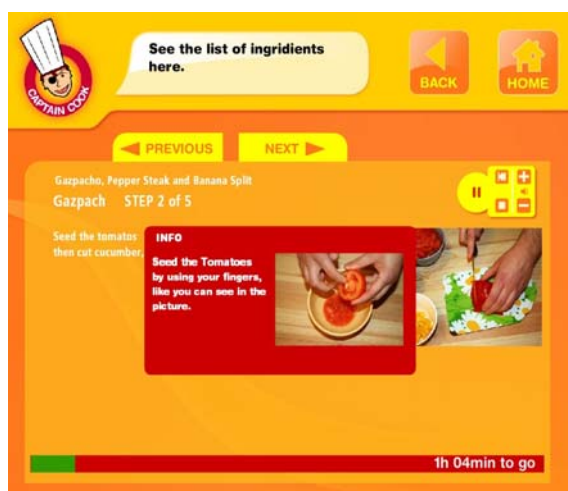 See the list of ingridients
here.
CAPTAIN COOK
BACK
HOME
PREVIOUS
NEXT
Gazpacho, Pepper Steak and Banana Split
Gazpach STEP 2 of 5
Seed the tomatos
then cut cucumber,
INFO
Seed the Tomatoes
by using your fingers,
like you can see in the
picture.
1h 04min to go